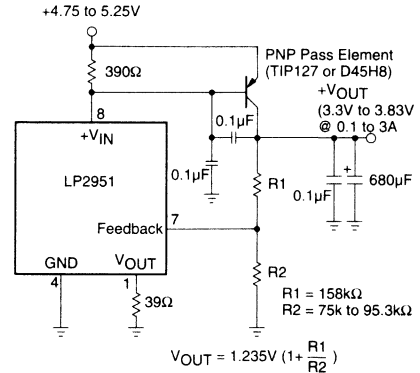 +4.75 to 5.25V
390Ω
PNP Pass Element
(TIP127 or D45H8)
+VOUT
(3.3V to 3.83V
@ 0.1 to 3A
8
+VIN
0.1µF
0.1µF
LP2951
R1
0.1µF
680µF
+
Feedback
7
GND
VOUT
4
1
39Ω
R2
R1 = 158kΩ
R2 = 75k to 95.3kΩ
VOUT = 1.235V (1+ R1/R2 )